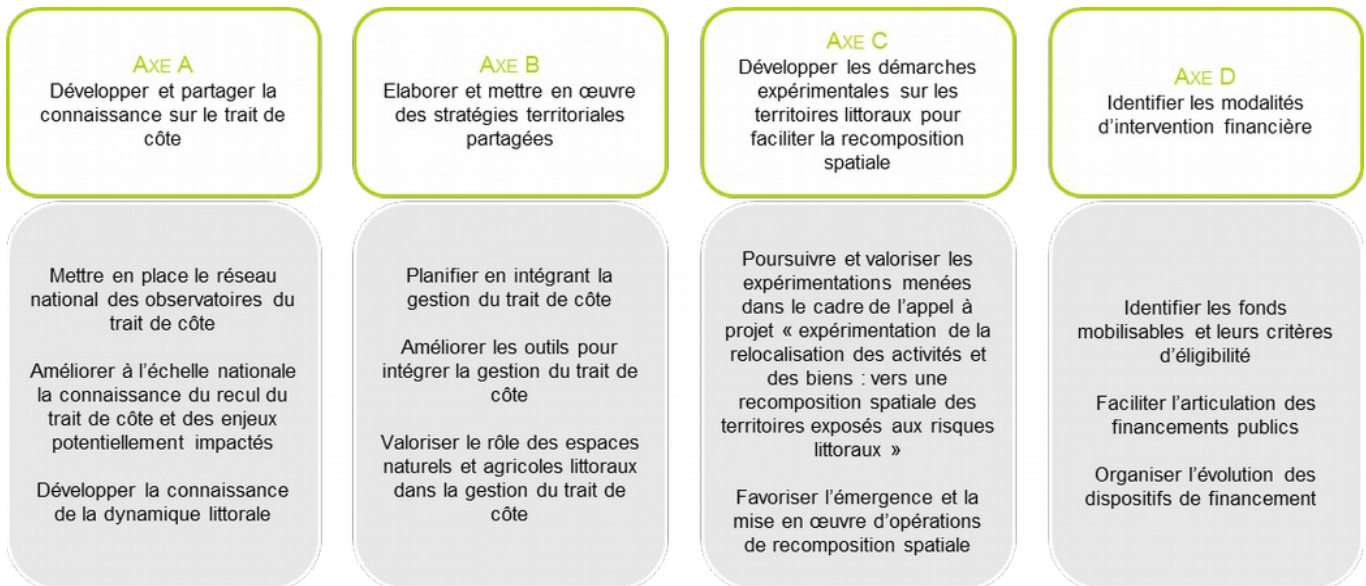 AXE A
Développer et partager la
connaissance sur le trait de
côte
AXE B
Elaborer et mettre en œuvre
des stratégies territoriales
partagées
AXE C
Développer les démarches
expérimentales sur les
territoires littoraux pour
faciliter la recomposition
spatiale
AXE D
Identifier les modalités
d’intervention financière
Mettre en place le réseau
national des observatoires du
trait de côte
Améliorer à l’échelle nationale
la connaissance du recul du
trait de côte et des enjeux
potentiellement impactés
Développer la connaissance
de la dynamique littorale
Planifier en intégrant la
gestion du trait de côte
Améliorer les outils pour
intégrer la gestion du trait de
côte
Valoriser le rôle des espaces
naturels et agricoles littoraux
dans la gestion du trait de
côte
Poursuivre et valoriser les
expérimentations menées
dans le cadre de l’appel à
projet « expérimentation de la
relocalisation des activités et
des biens : vers une
recomposition spatiale des
territoires exposés aux risques
littoraux »
Favoriser l’émergence et la
mise en œuvre d’opérations
de recomposition spatiale
Identifier les fonds
mobilisables et leurs critères
d’éligibilité
Faciliter l’articulation des
financements publics
Organiser l’évolution des
dispositifs de financement